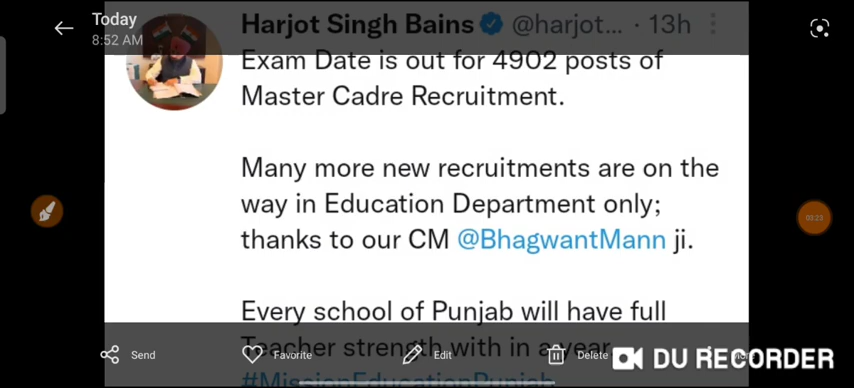 Today
8:52 AM
Harjot Singh Bains @harjot... · 13h
Exam Date is out for 4902 posts of
Master Cadre Recruitment.
Many more new recruitments are on the
way in Education Department only;
thanks to our CM @BhagwantMann ji.
Every school of Punjab will have full
Teacher strength with in a year.
#MissionEducationPunjab
Send
Favorite
Edit
Delete
DU RECORDER
03:23